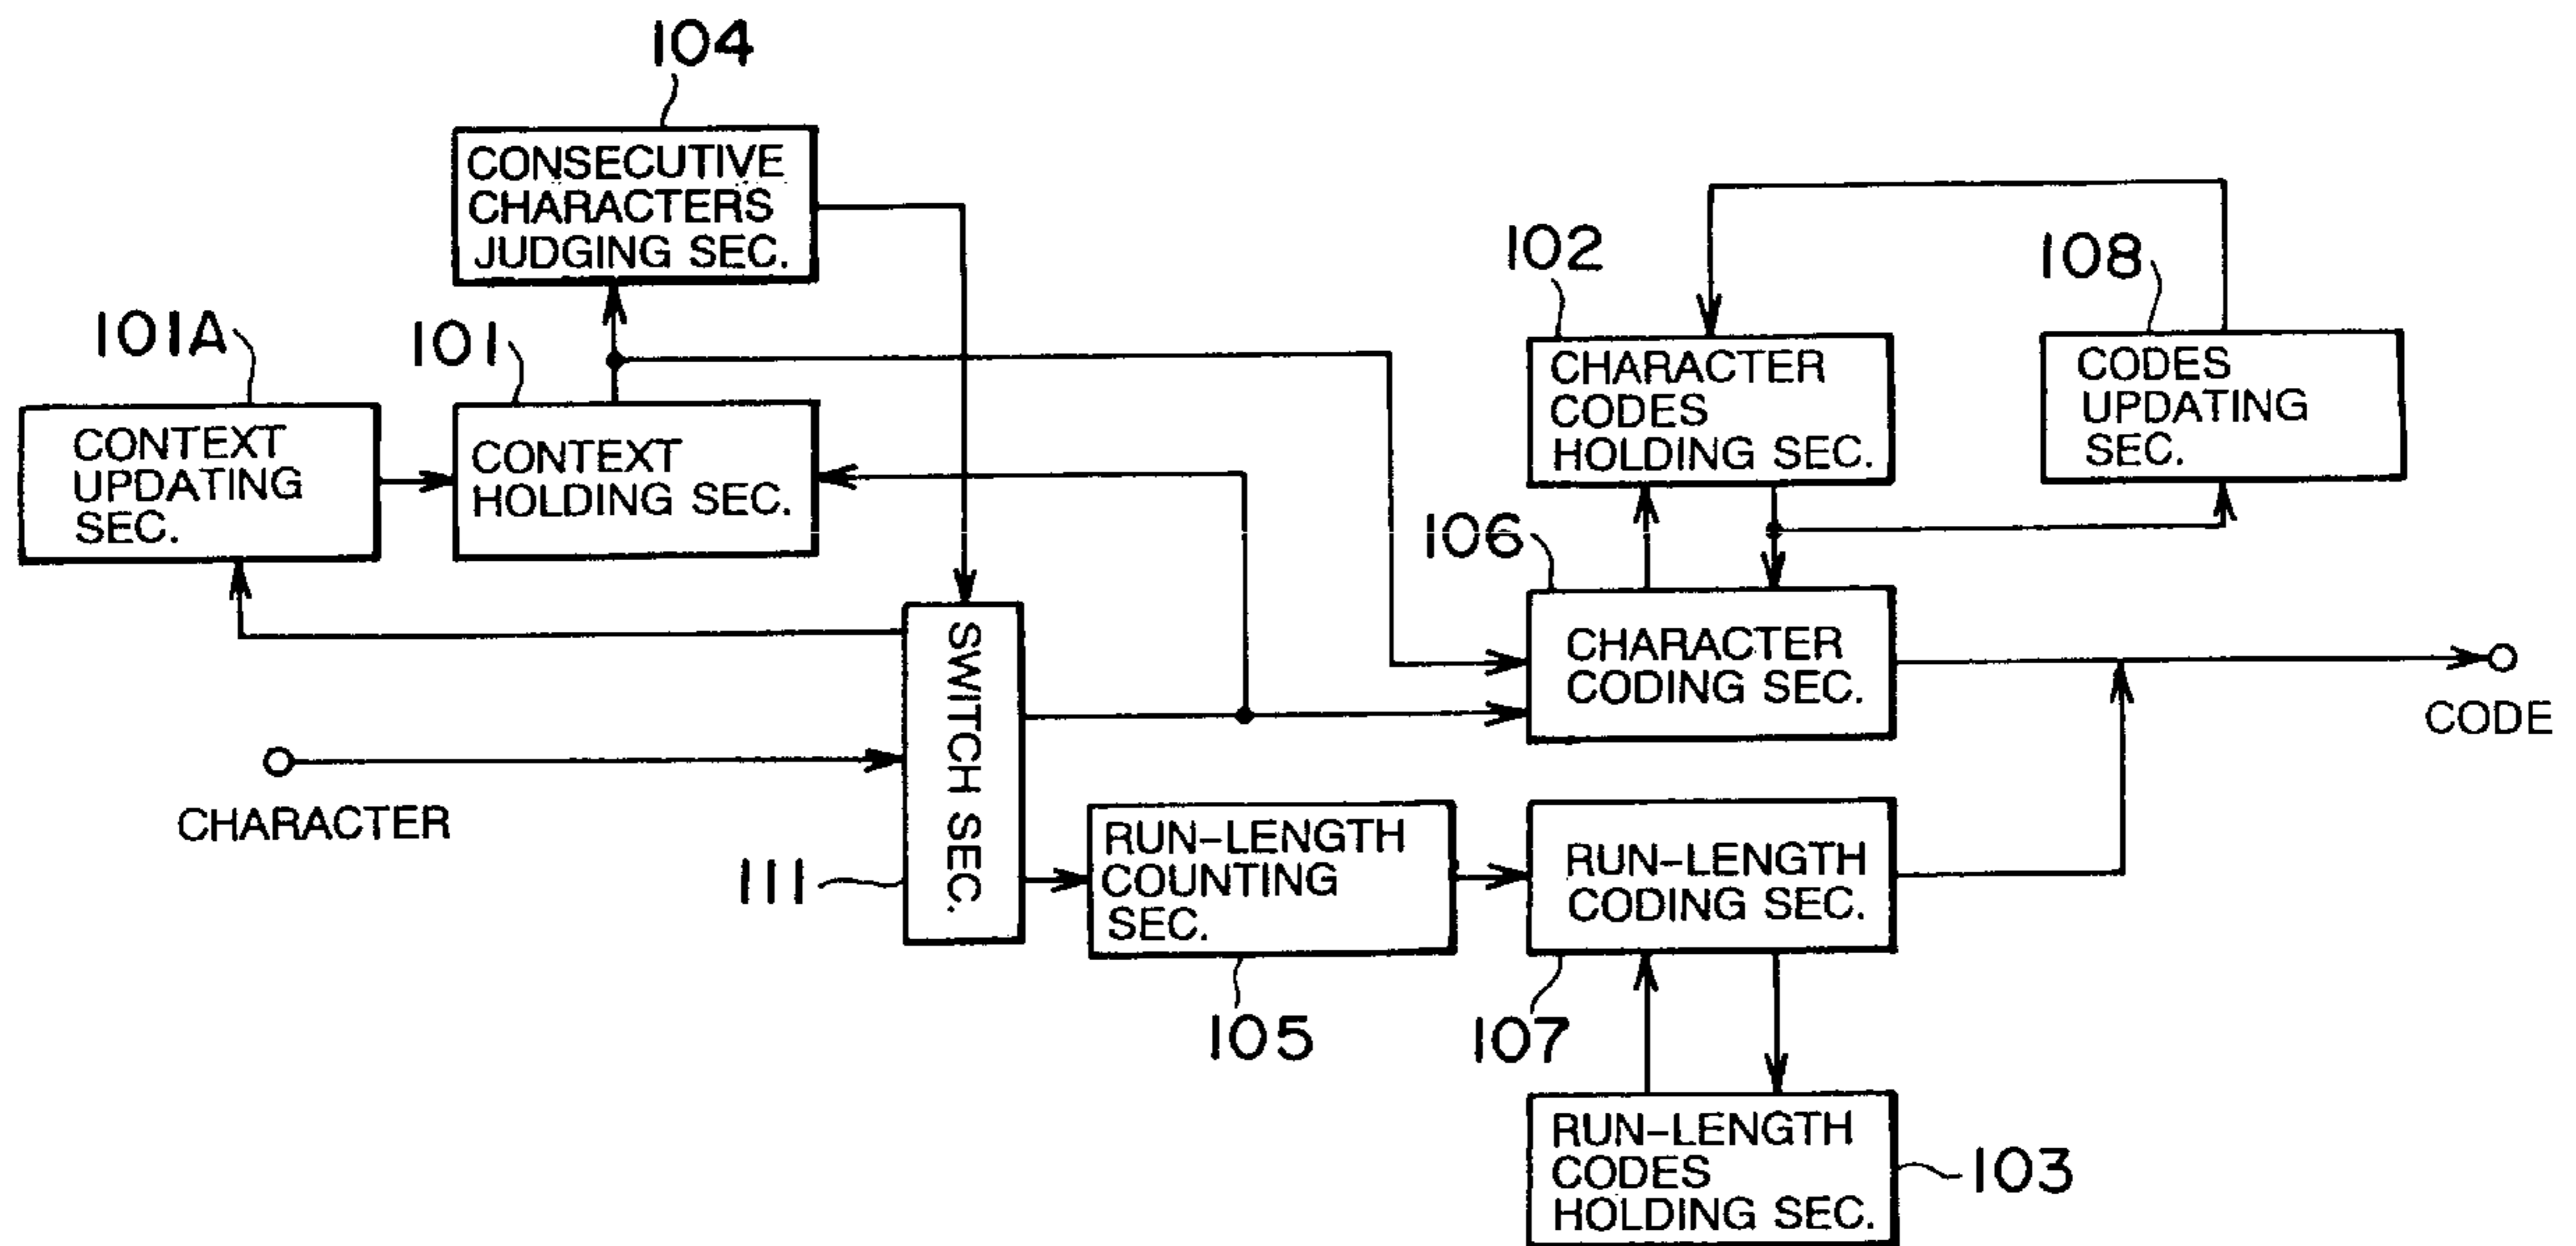 104
CONSECUTIVE
CHARACTERS
JUDGING SEC.
101A
101
CONTEXT
UPDATING
SEC.
CONTEXT
HOLDING SEC.
102
108
CHARACTER
CODES
HOLDING SEC.
CODES
UPDATING
SEC.
106
CHARACTER
CODING SEC.
CODE
SWITCH SEC.
CHARACTER
111
RUN-LENGTH
COUNTING
SEC.
RUN-LENGTH
CODING SEC.
105
107
RUN-LENGTH
CODES
HOLDING SEC.
103